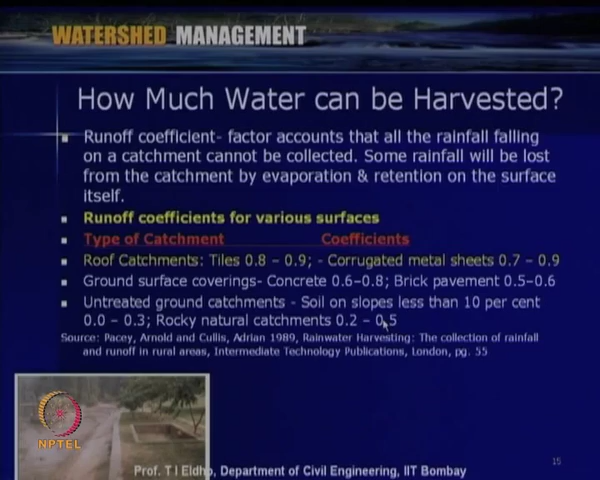 WATERSHED MANAGEMENT
How Much Water can be Harvested?
Runoff coefficient- factor accounts that all the rainfall falling
on a catchment cannot be collected. Some rainfall will be lost
from the catchment by evaporation & retention on the surface
itself.
Runoff coefficients for various surfaces
Type of Catchment Coefficients
Roof Catchments: Tiles 0.8 – 0.9; - Corrugated metal sheets 0.7 – 0.9
Ground surface coverings- Concrete 0.6–0.8; Brick pavement 0.5–0.6
Untreated ground catchments - Soil on slopes less than 10 per cent
0.0 – 0.3; Rocky natural catchments 0.2 – 0.5
Source: Pacey, Arnold and Cullis, Adrian 1989, Rainwater Harvesting: The collection of rainfall
and runoff in rural areas, Intermediate Technology Publications, London, pg. 55
NPTEL
15
Prof. T I Eldho, Department of Civil Engineering, IIT Bombay